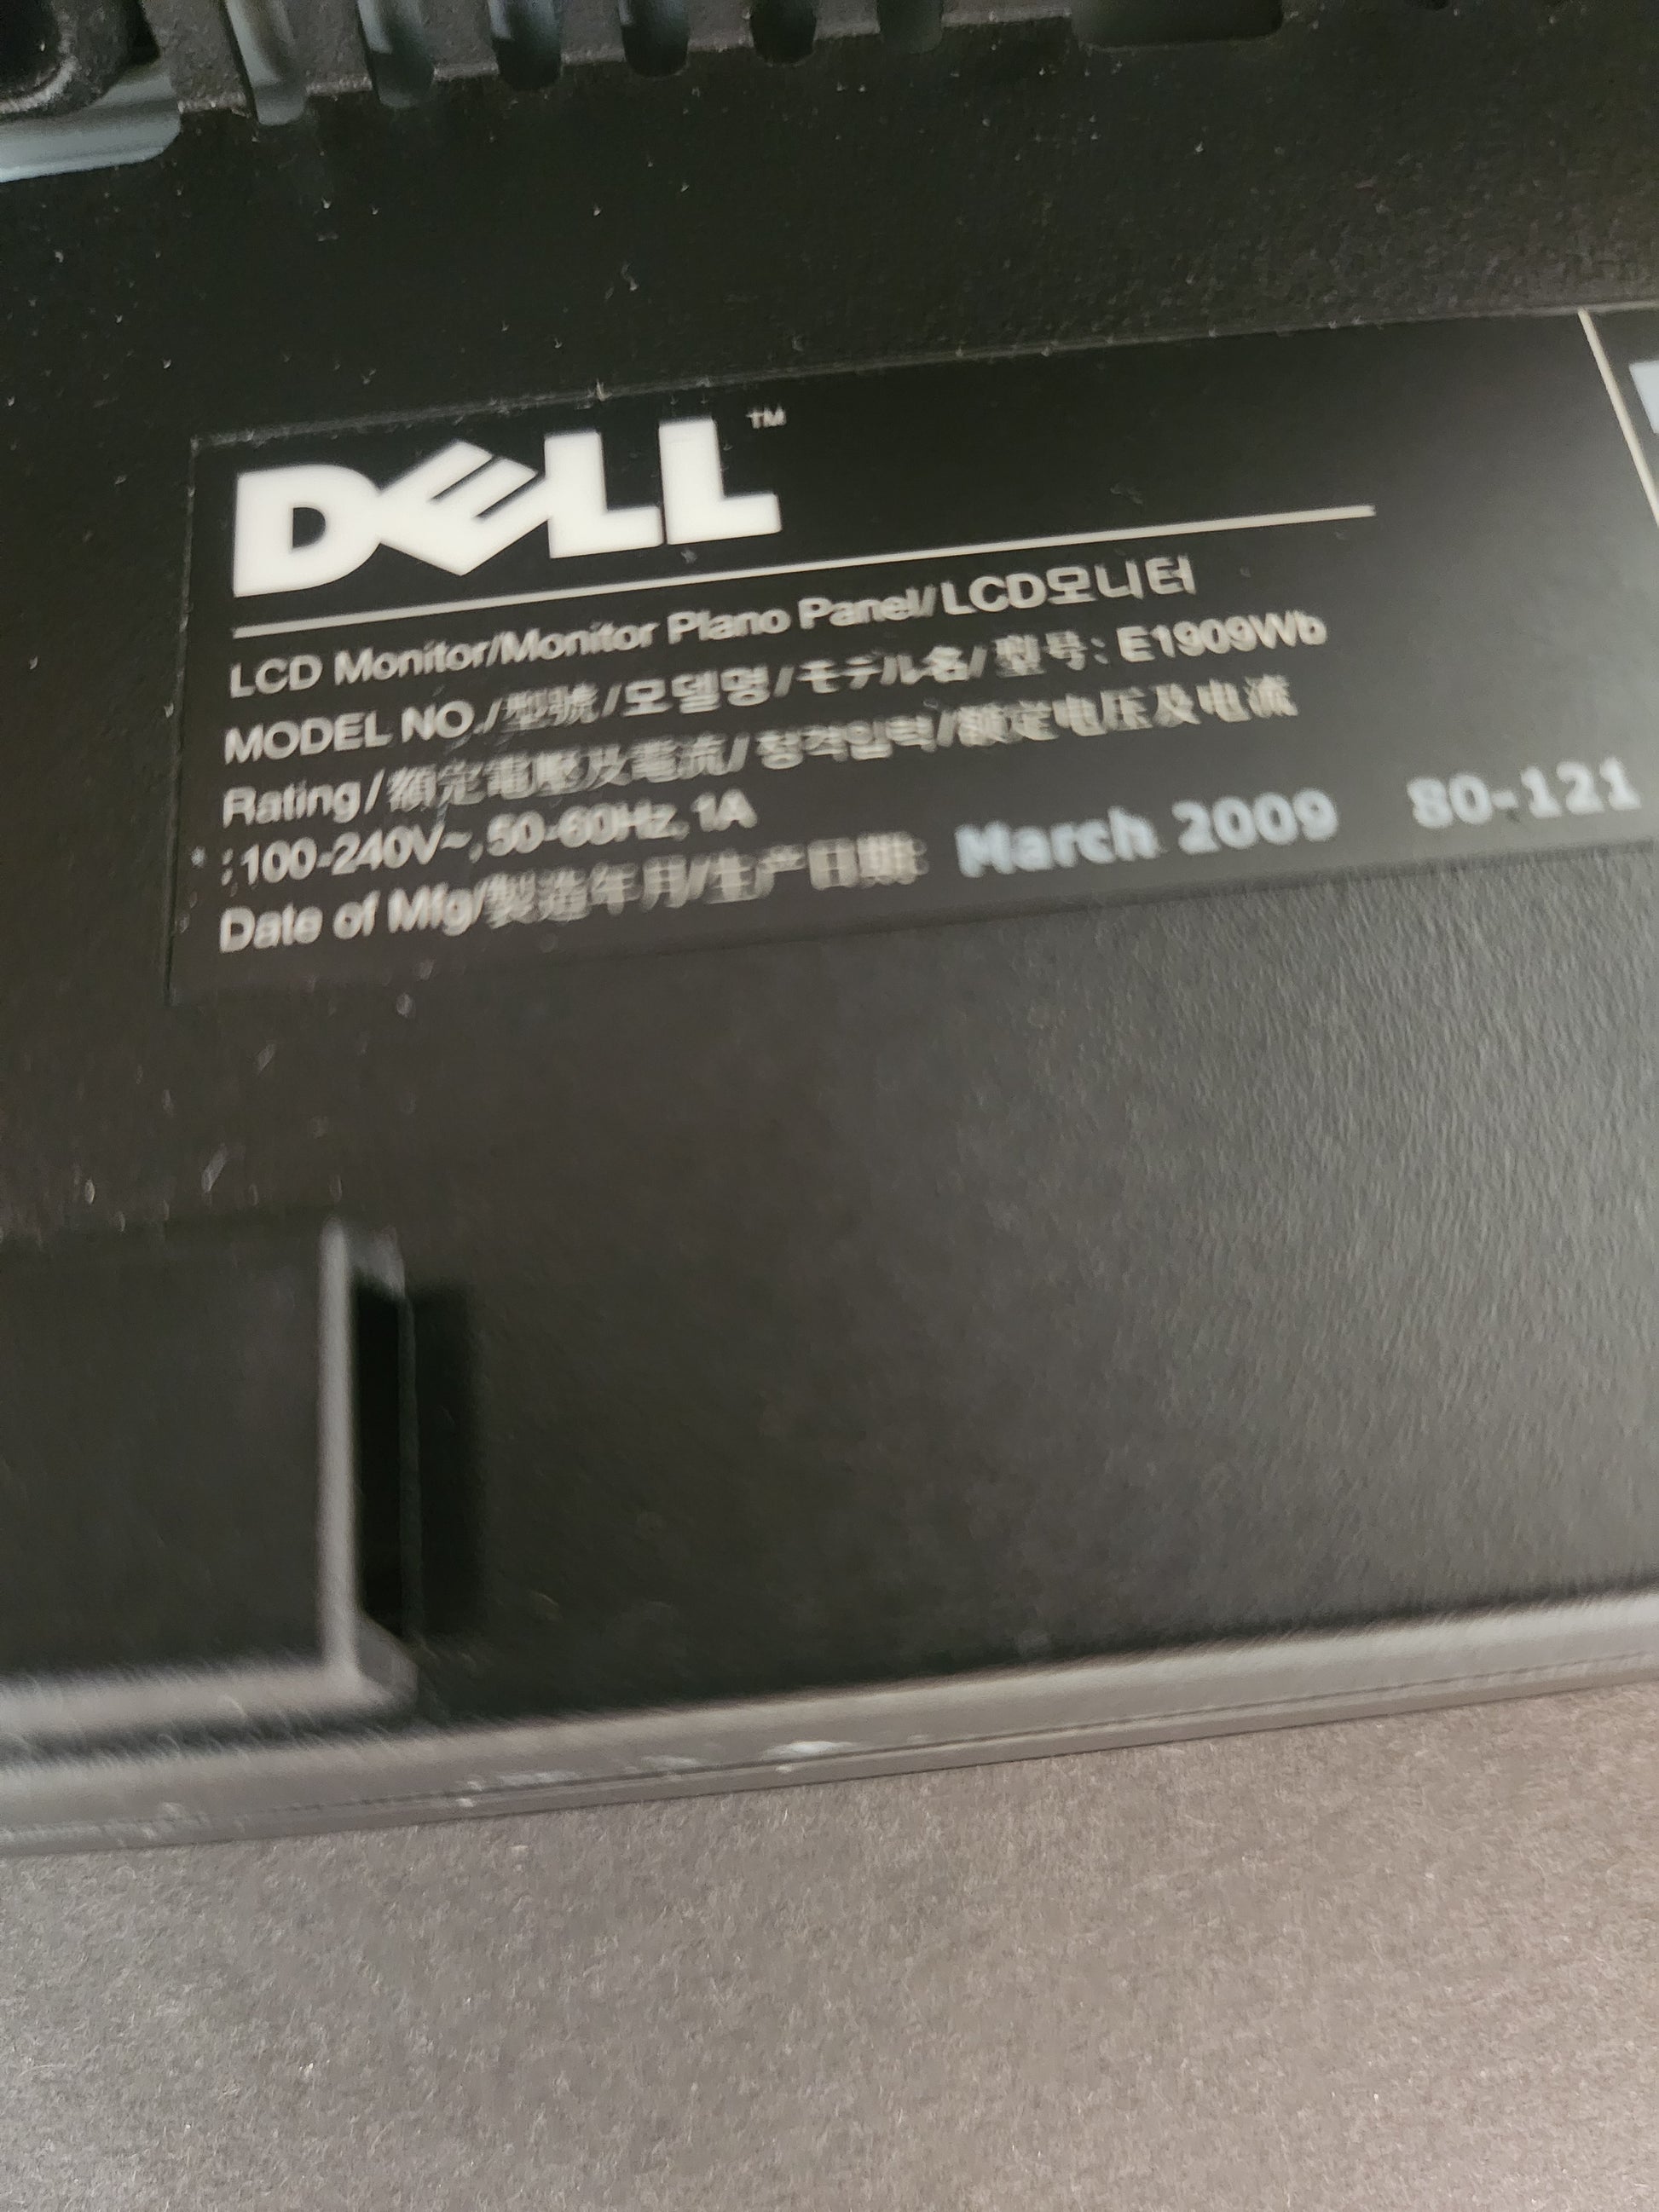 DELL™
LCD Monitor/Monitor Plano Panel/LCD모니터
MODEL NO./型號/모델명/モデル名/型号: E1909Wb
Rating/額定電壓及電流/정격입력/额定电压及电流
:100-240V~,50-60Hz, 1A
Date of Mfg/製造年月/生产日期: March 2009 80-121